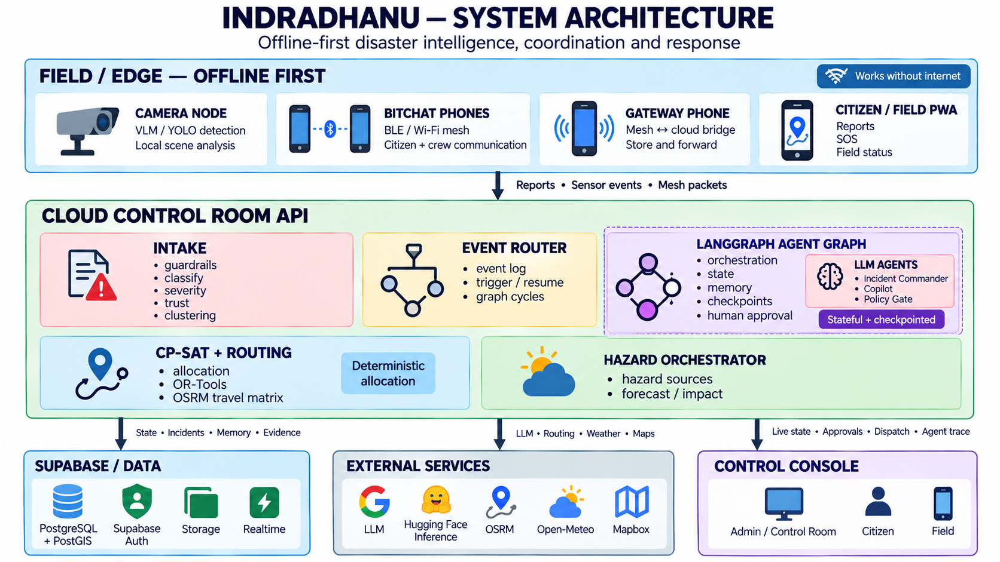 INDRADHANU — SYSTEM ARCHITECTURE
Offline-first disaster intelligence, coordination and response
FIELD / EDGE — OFFLINE FIRST
Works without internet
CAMERA NODE
VLM / YOLO detection
Local scene analysis
BITCHAT PHONES
BLE / Wi-Fi mesh
Citizen + crew communication
GATEWAY PHONE
Mesh ↔ cloud bridge
Store and forward
CITIZEN / FIELD PWA
Reports
SOS
Field status
Reports • Sensor events • Mesh packets
CLOUD CONTROL ROOM API
INTAKE
• guardrails
• classify
• severity
• trust
• clustering
EVENT ROUTER
• event log
• trigger / resume
• graph cycles
LANGGRAPH AGENT GRAPH
• orchestration
• state
• memory
• checkpoints
• human approval
LLM AGENTS
• Incident Commander
• Copilot
• Policy Gate
Stateful + checkpointed
CP-SAT + ROUTING
• allocation
• OR-Tools
• OSRM travel matrix
Deterministic
allocation
HAZARD ORCHESTRATOR
• hazard sources
• forecast / impact
State • Incidents • Memory • Evidence
LLM • Routing • Weather • Maps
Live state • Approvals • Dispatch • Agent trace
SUPABASE / DATA
PostgreSQL
+ PostGIS
Supabase
Auth
Storage
Realtime
EXTERNAL SERVICES
LLM
Hugging Face
Inference
OSRM
Open-Meteo
Mapbox
CONTROL CONSOLE
Admin / Control Room
Citizen
Field